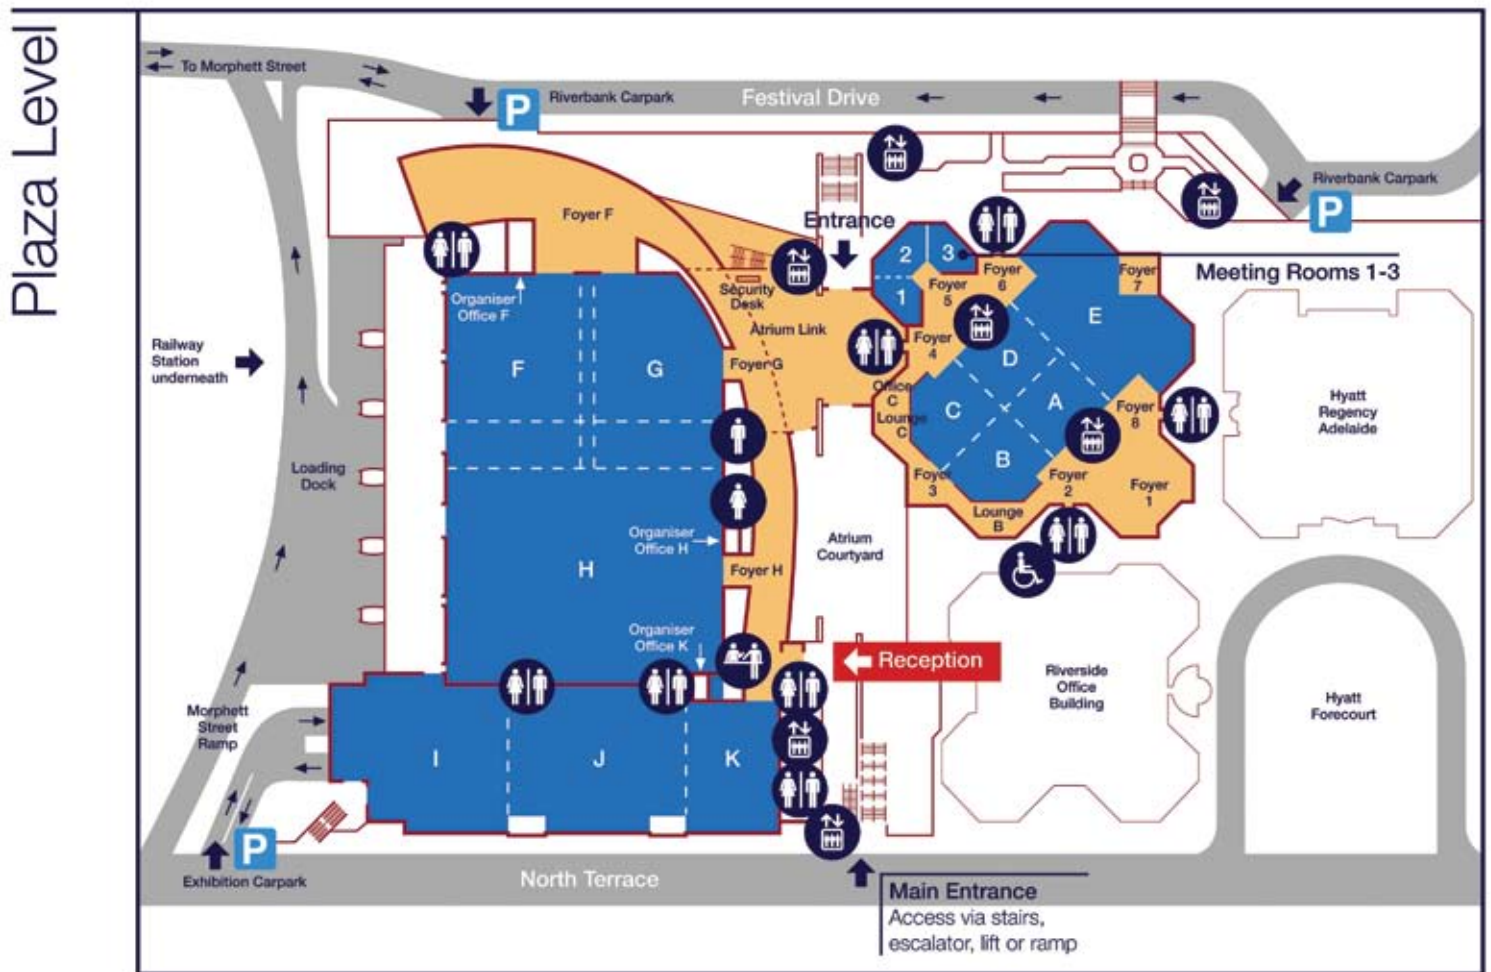 Plaza Level
To Morphett Street
P
Riverbank Carpark
Festival Drive
Riverbank Carpark
P
Entrance
Foyer F
2
3
1
Foyer
5
Foyer
6
Foyer
7
Meeting Rooms 1-3
Security
Desk
Organiser
Office F
Atrium Link
Foyer
4
E
D
Railway
Station
underneath
F
G
Foyer G
Office
C
Lounge
C
C
A
Foyer
8
Hyatt
Regency
Adelaide
Loading
Dock
B
Foyer
3
Foyer
2
Foyer
1
Lounge
B
Organiser
Office H
Atrium
Courtyard
H
Foyer H
Organiser
Office K
Reception
Riverside
Office
Building
Hyatt
Forecourt
Morphett
Street
Ramp
I
J
K
P
Exhibition Carpark
North Terrace
Main Entrance
Access via stairs,
escalator, lift or ramp